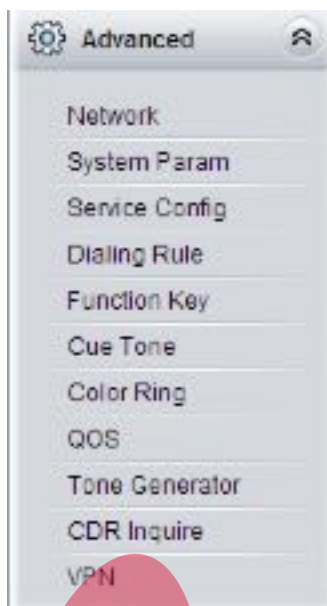 Advanced
Network
System Param
Service Config
Dialing Rule
Function Key
Cue Tone
Color Ring
QOS
Tone Generator
CDR Inquire
VPN